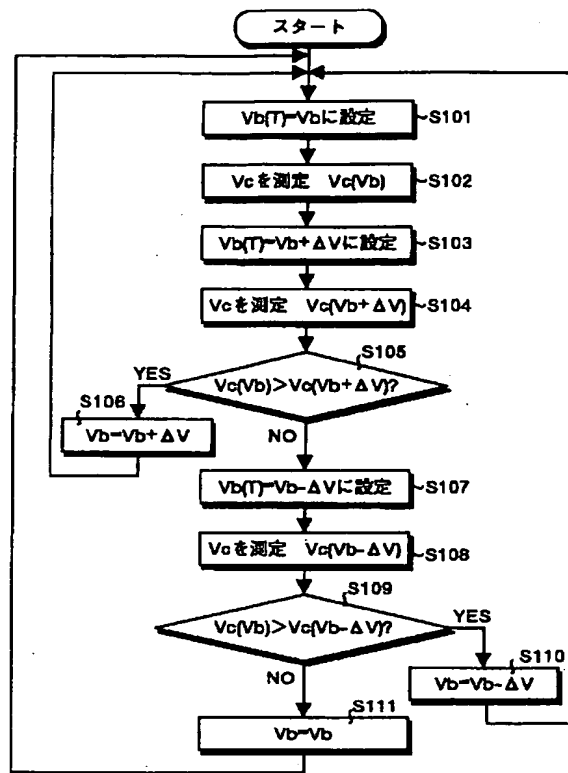 スタート
Vb(T)=Vbに設定
S101
Vcを測定 Vc(Vb)
S102
Vb(T)=Vb+ΔVに設定
S103
Vcを測定 Vc(Vb+ΔV)
S104
S105
Vc(Vb)>Vc(Vb+ΔV)?
YES
S106
Vb=Vb+ΔV
NO
Vb(T)=Vb-ΔVに設定
S107
Vcを測定 Vc(Vb-ΔV)
S108
S109
Vc(Vb)>Vc(Vb-ΔV)?
YES
S110
Vb=Vb-ΔV
NO
S111
Vb=Vb